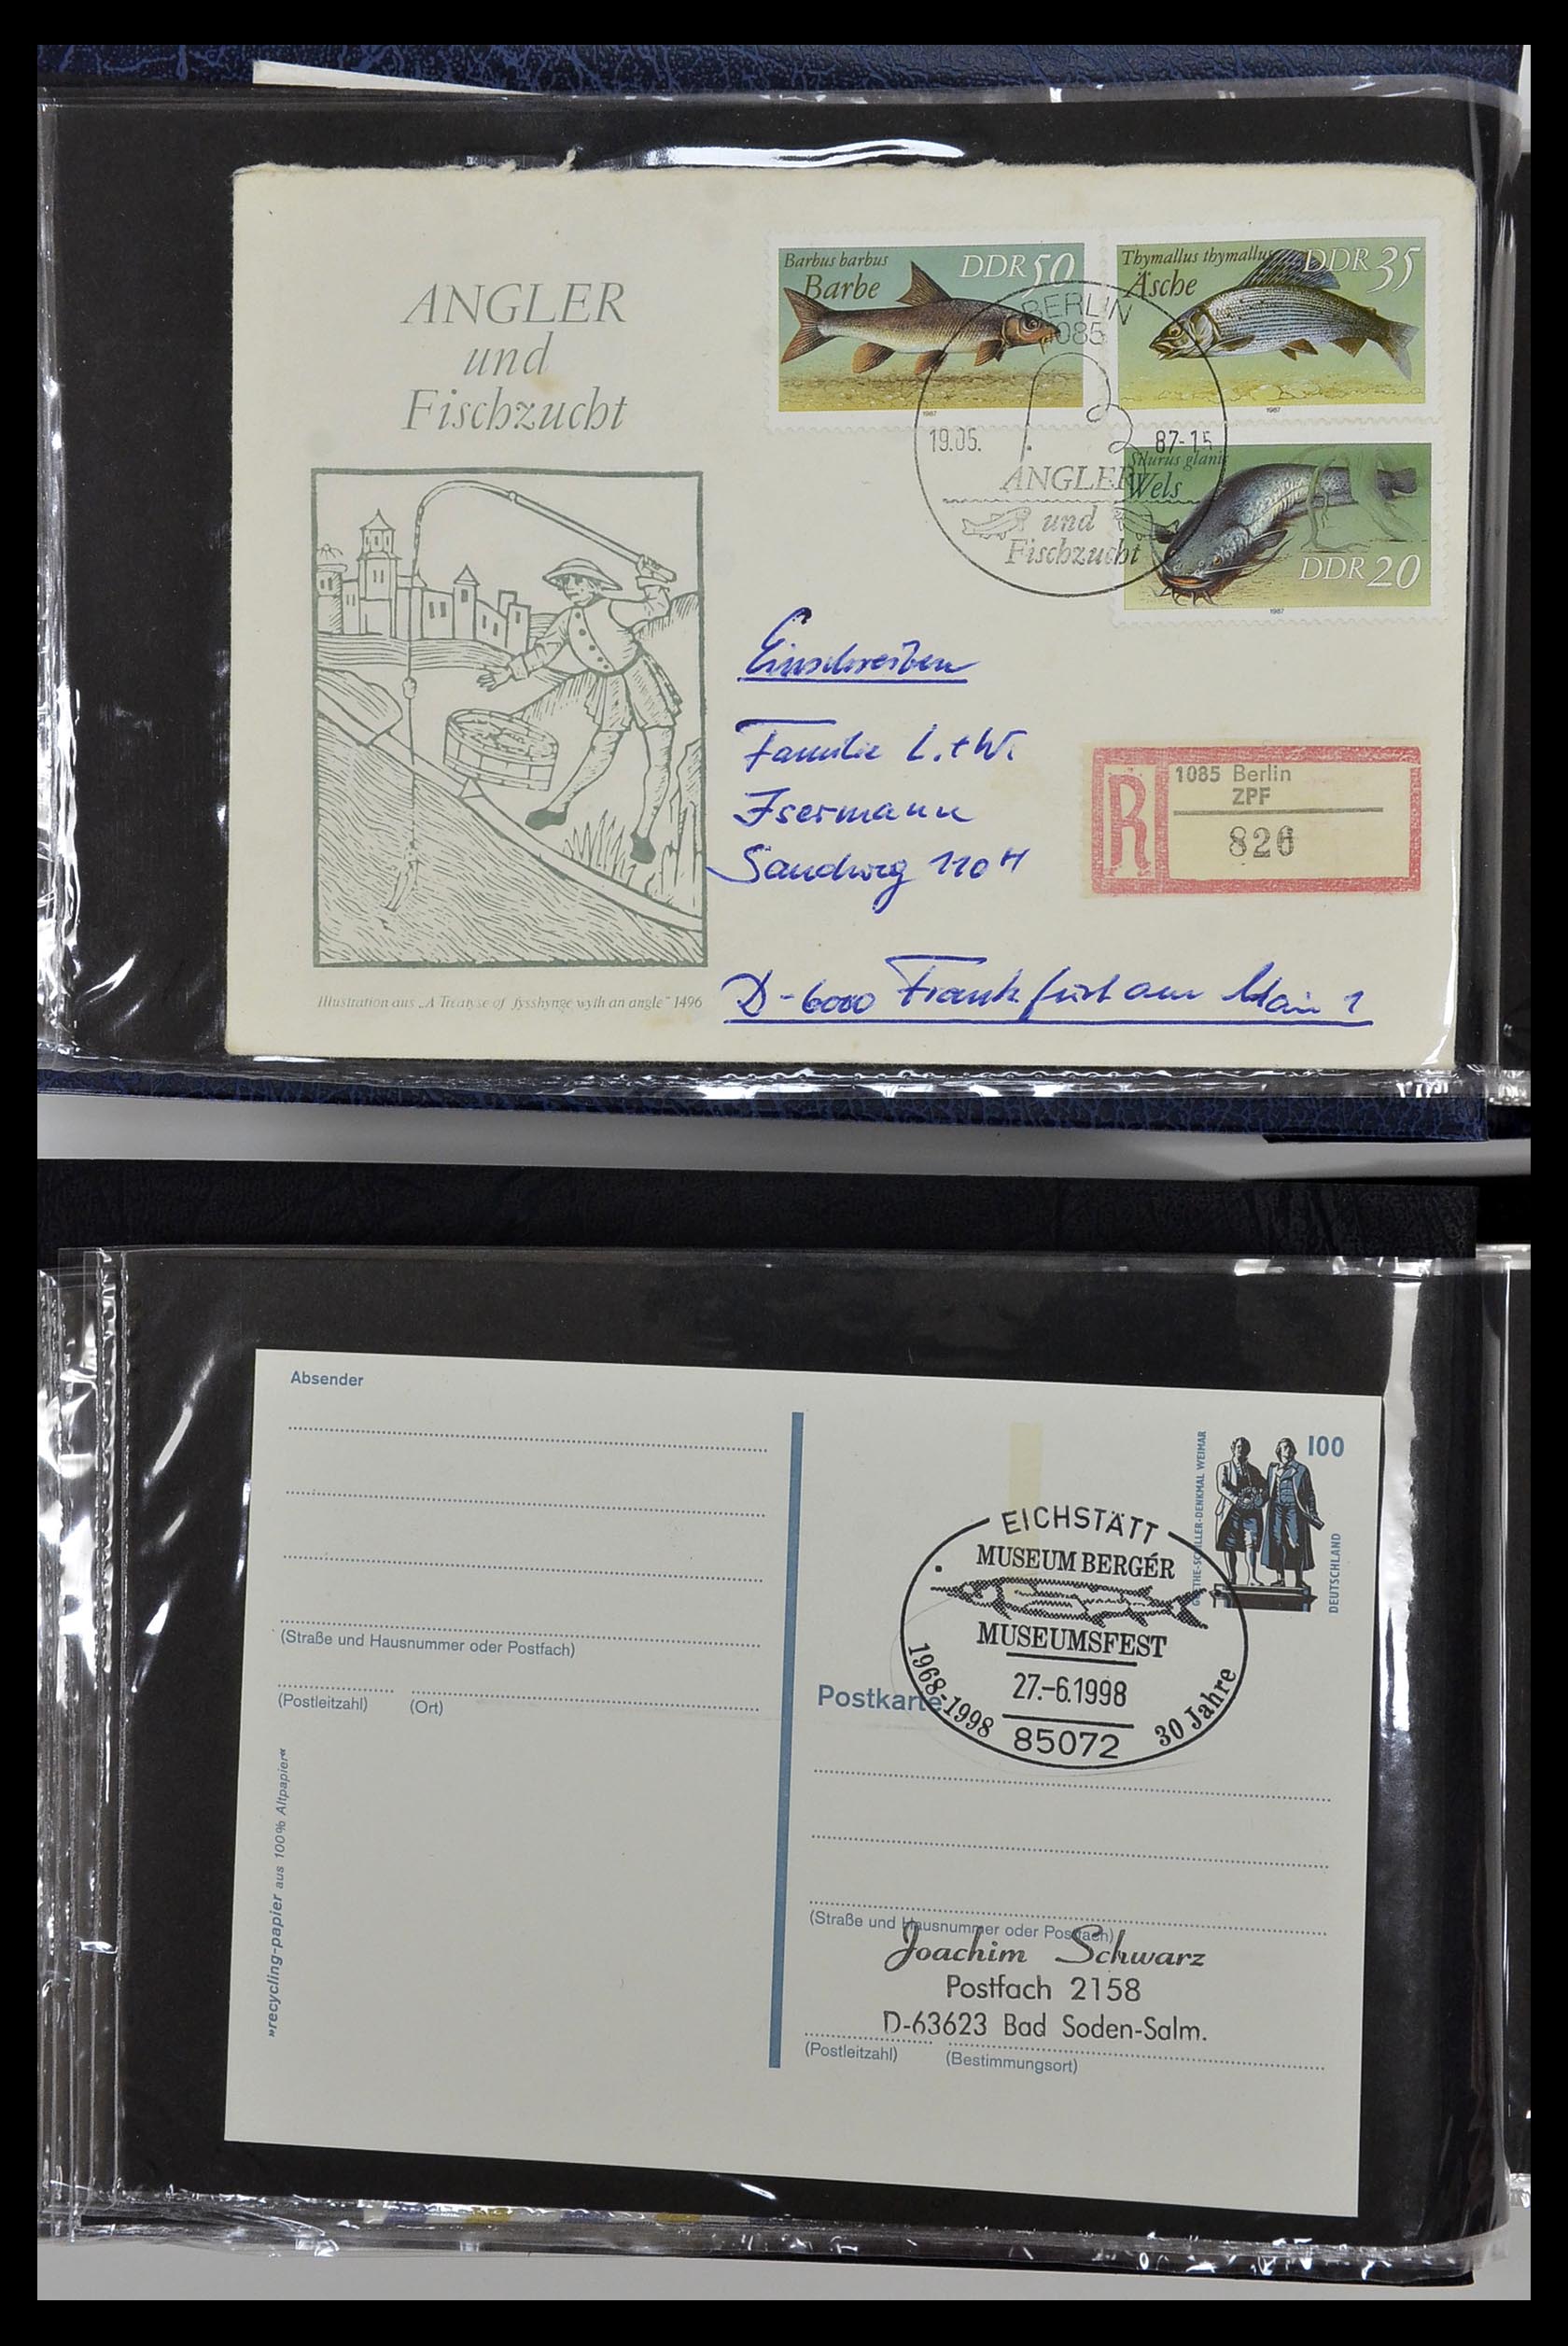 ANGLER
und
Fischzucht
Barbus barbus
Barbe
DDR 50
1987
Thymallus thymallus
Äsche
DDR 35
1987
Silurus glanis
Wels
DDR 20
1987
BERLIN
1085
19.05. 87-15
ANGLER
und
Fischzucht
Einschreiben
Familie L. + W.
Isermann
Sandweg 110 H
D-6000 Frankfurt am Main 1
R
1085 Berlin
ZPF
826
Illustration aus „A Treatyse of fysshynge wyth an angle" 1496
Absender
(Straße und Hausnummer oder Postfach)
(Postleitzahl) (Ort)
»recycling-papier aus 100% Altpapier«
100
GOETHE-SCHILLER-DENKMAL WEIMAR
DEUTSCHLAND
EICHSTÄTT
MUSEUM BERGÉR
MUSEUMSFEST
27.-6.1998
1968-1998 30 Jahre
85072
Postkarte
(Straße und Hausnummer oder Postfach)
Joachim Schwarz
Postfach 2158
D-63623 Bad Soden-Salm.
(Postleitzahl) (Bestimmungsort)